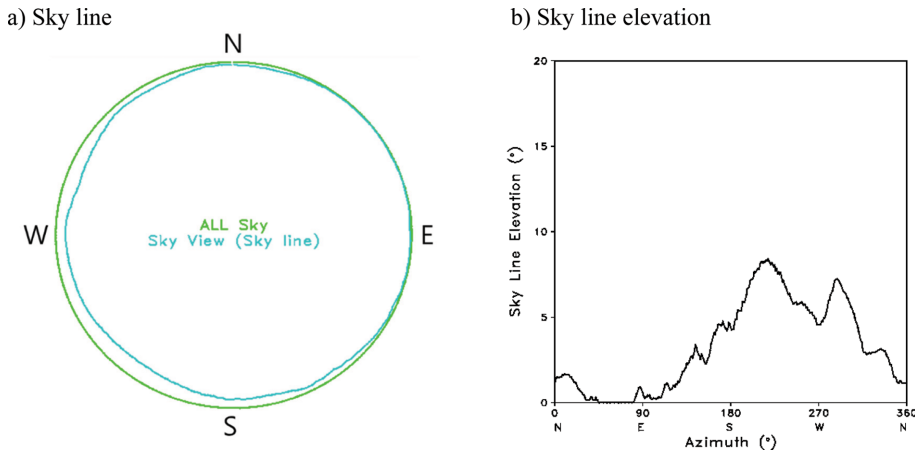 a) Sky line
N
W
ALL Sky
Sky View (Sky line)
E
S
b) Sky line elevation
20
15
10
5
0
Sky Line Elevation (°)
0 90 180 270 360
N E S W N
Azimuth (°)